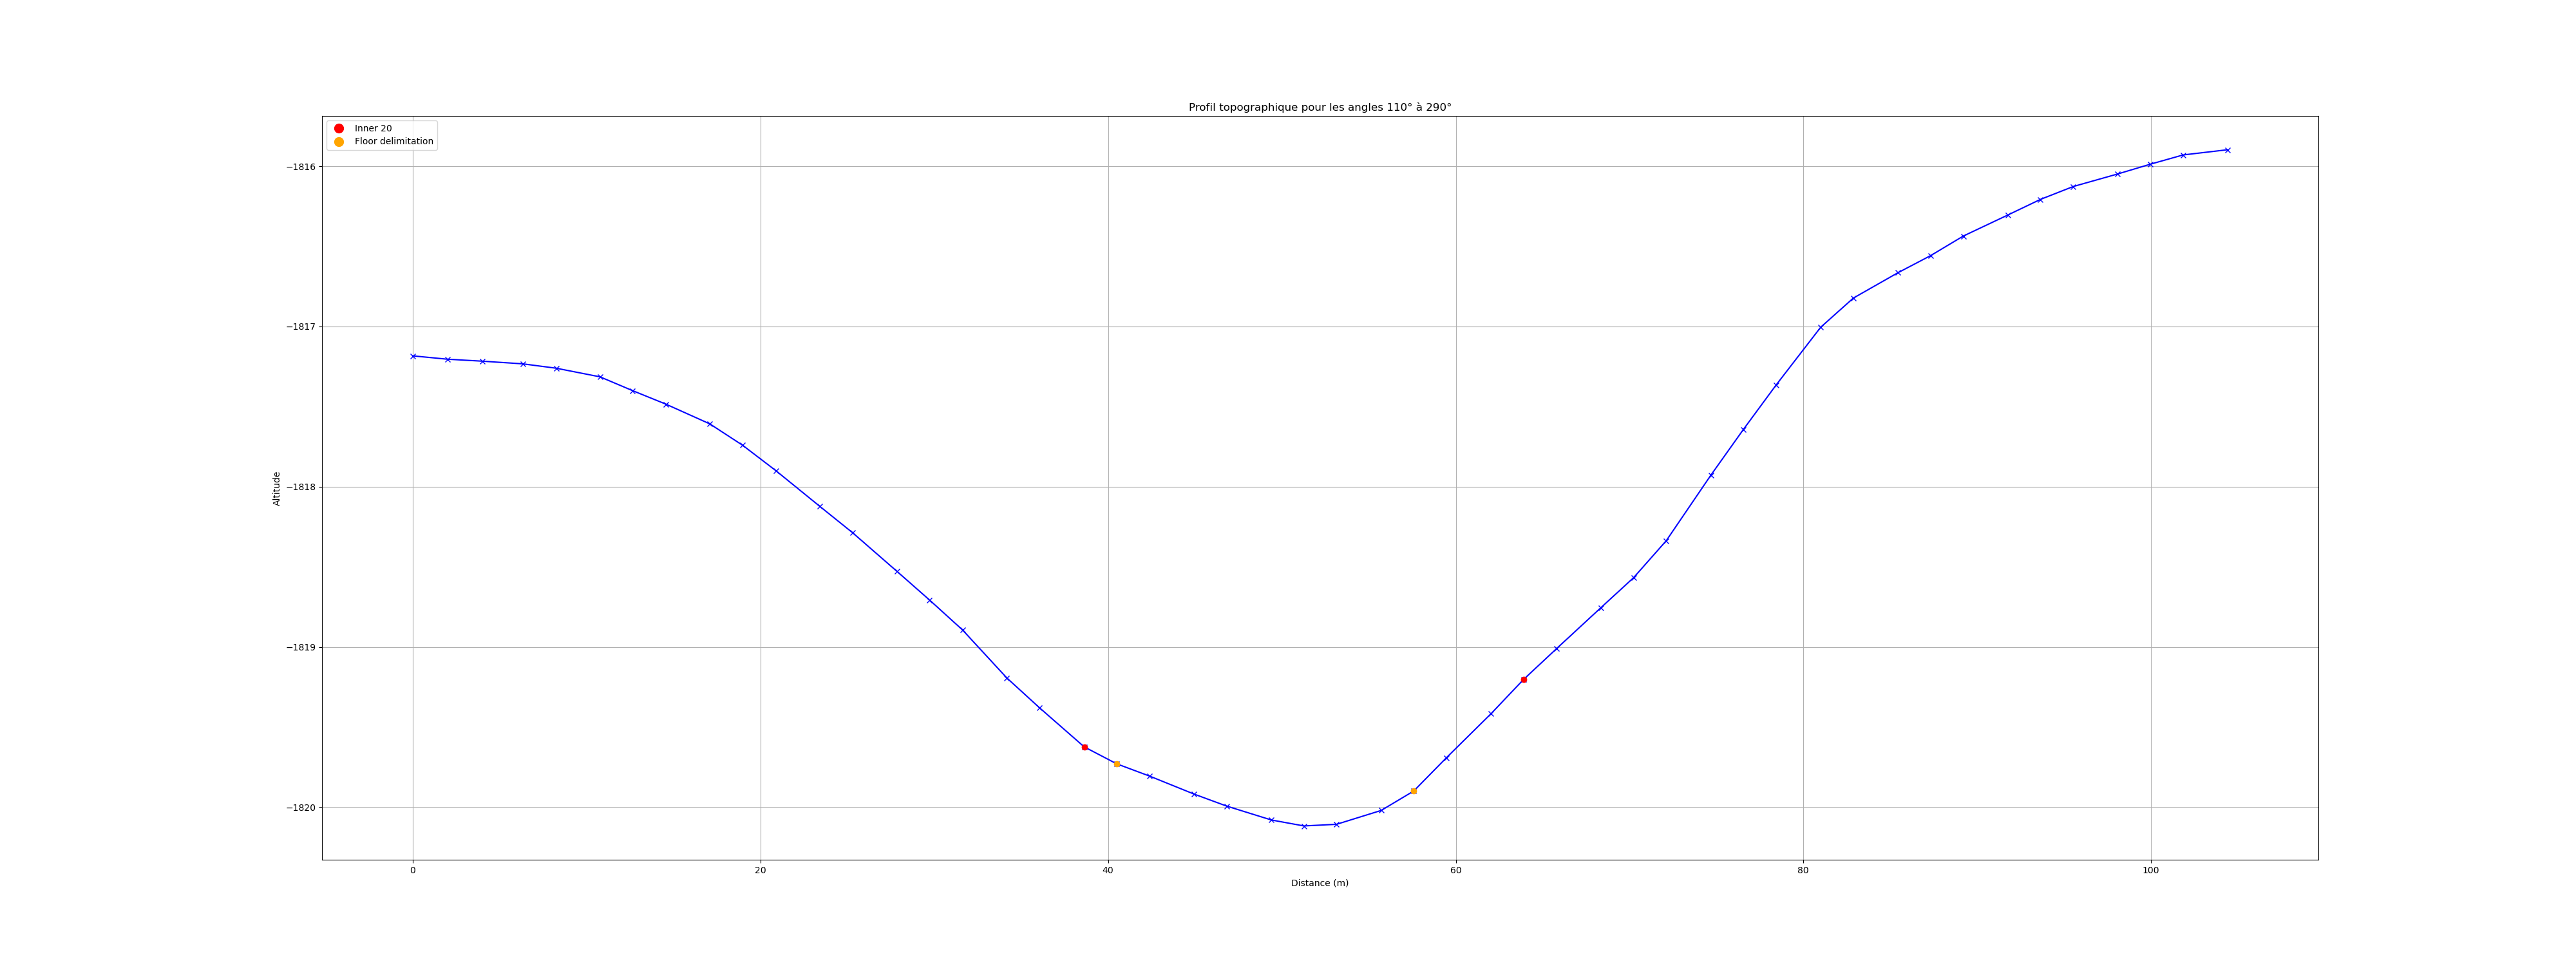 Profil topographique pour les angles 110° à 290°
Inner 20
Floor delimitation
−1816
−1817
−1818
−1819
−1820
Altitude
0 20 40 60 80 100
Distance (m)